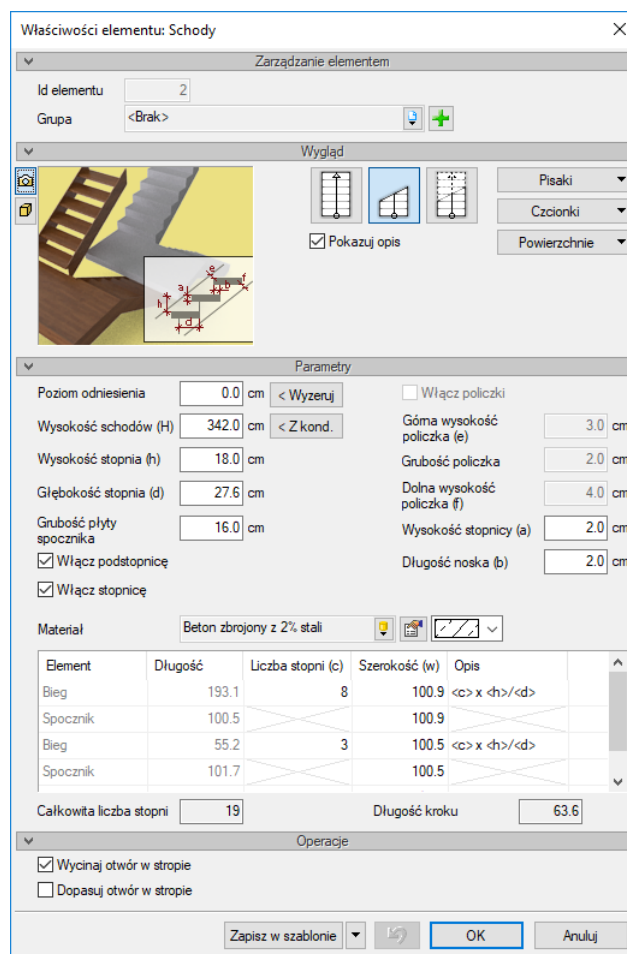 Właściwości elementu: Schody
Zarządzanie elementem
Id elementu 2
Grupa <Brak>
Wygląd
Pisaki
Czcionki
Pokazuj opis Powierzchnie
e
a b f
h
d
Parametry
Poziom odniesienia 0.0 cm < Wyzeruj Włącz policzki
Wysokość schodów (H) 342.0 cm < Z kond. Górna wysokość policzka (e) 3.0 cm
Wysokość stopnia (h) 18.0 cm Grubość policzka 2.0 cm
Głębokość stopnia (d) 27.6 cm Dolna wysokość policzka (f) 4.0 cm
Grubość płyty spocznika 16.0 cm Wysokość stopnicy (a) 2.0 cm
Włącz podstopnicę Długość noska (b) 2.0 cm
Włącz stopnicę
Materiał Beton zbrojony z 2% stali
Element Długość Liczba stopni (c) Szerokość (w) Opis
Bieg 193.1 8 100.9 <c> x <h>/<d>
Spocznik 100.5 100.9
Bieg 55.2 3 100.5 <c> x <h>/<d>
Spocznik 101.7 100.5
Całkowita liczba stopni 19 Długość kroku 63.6
Operacje
Wycinaj otwór w stropie
Dopasuj otwór w stropie
Zapisz w szablonie OK Anuluj